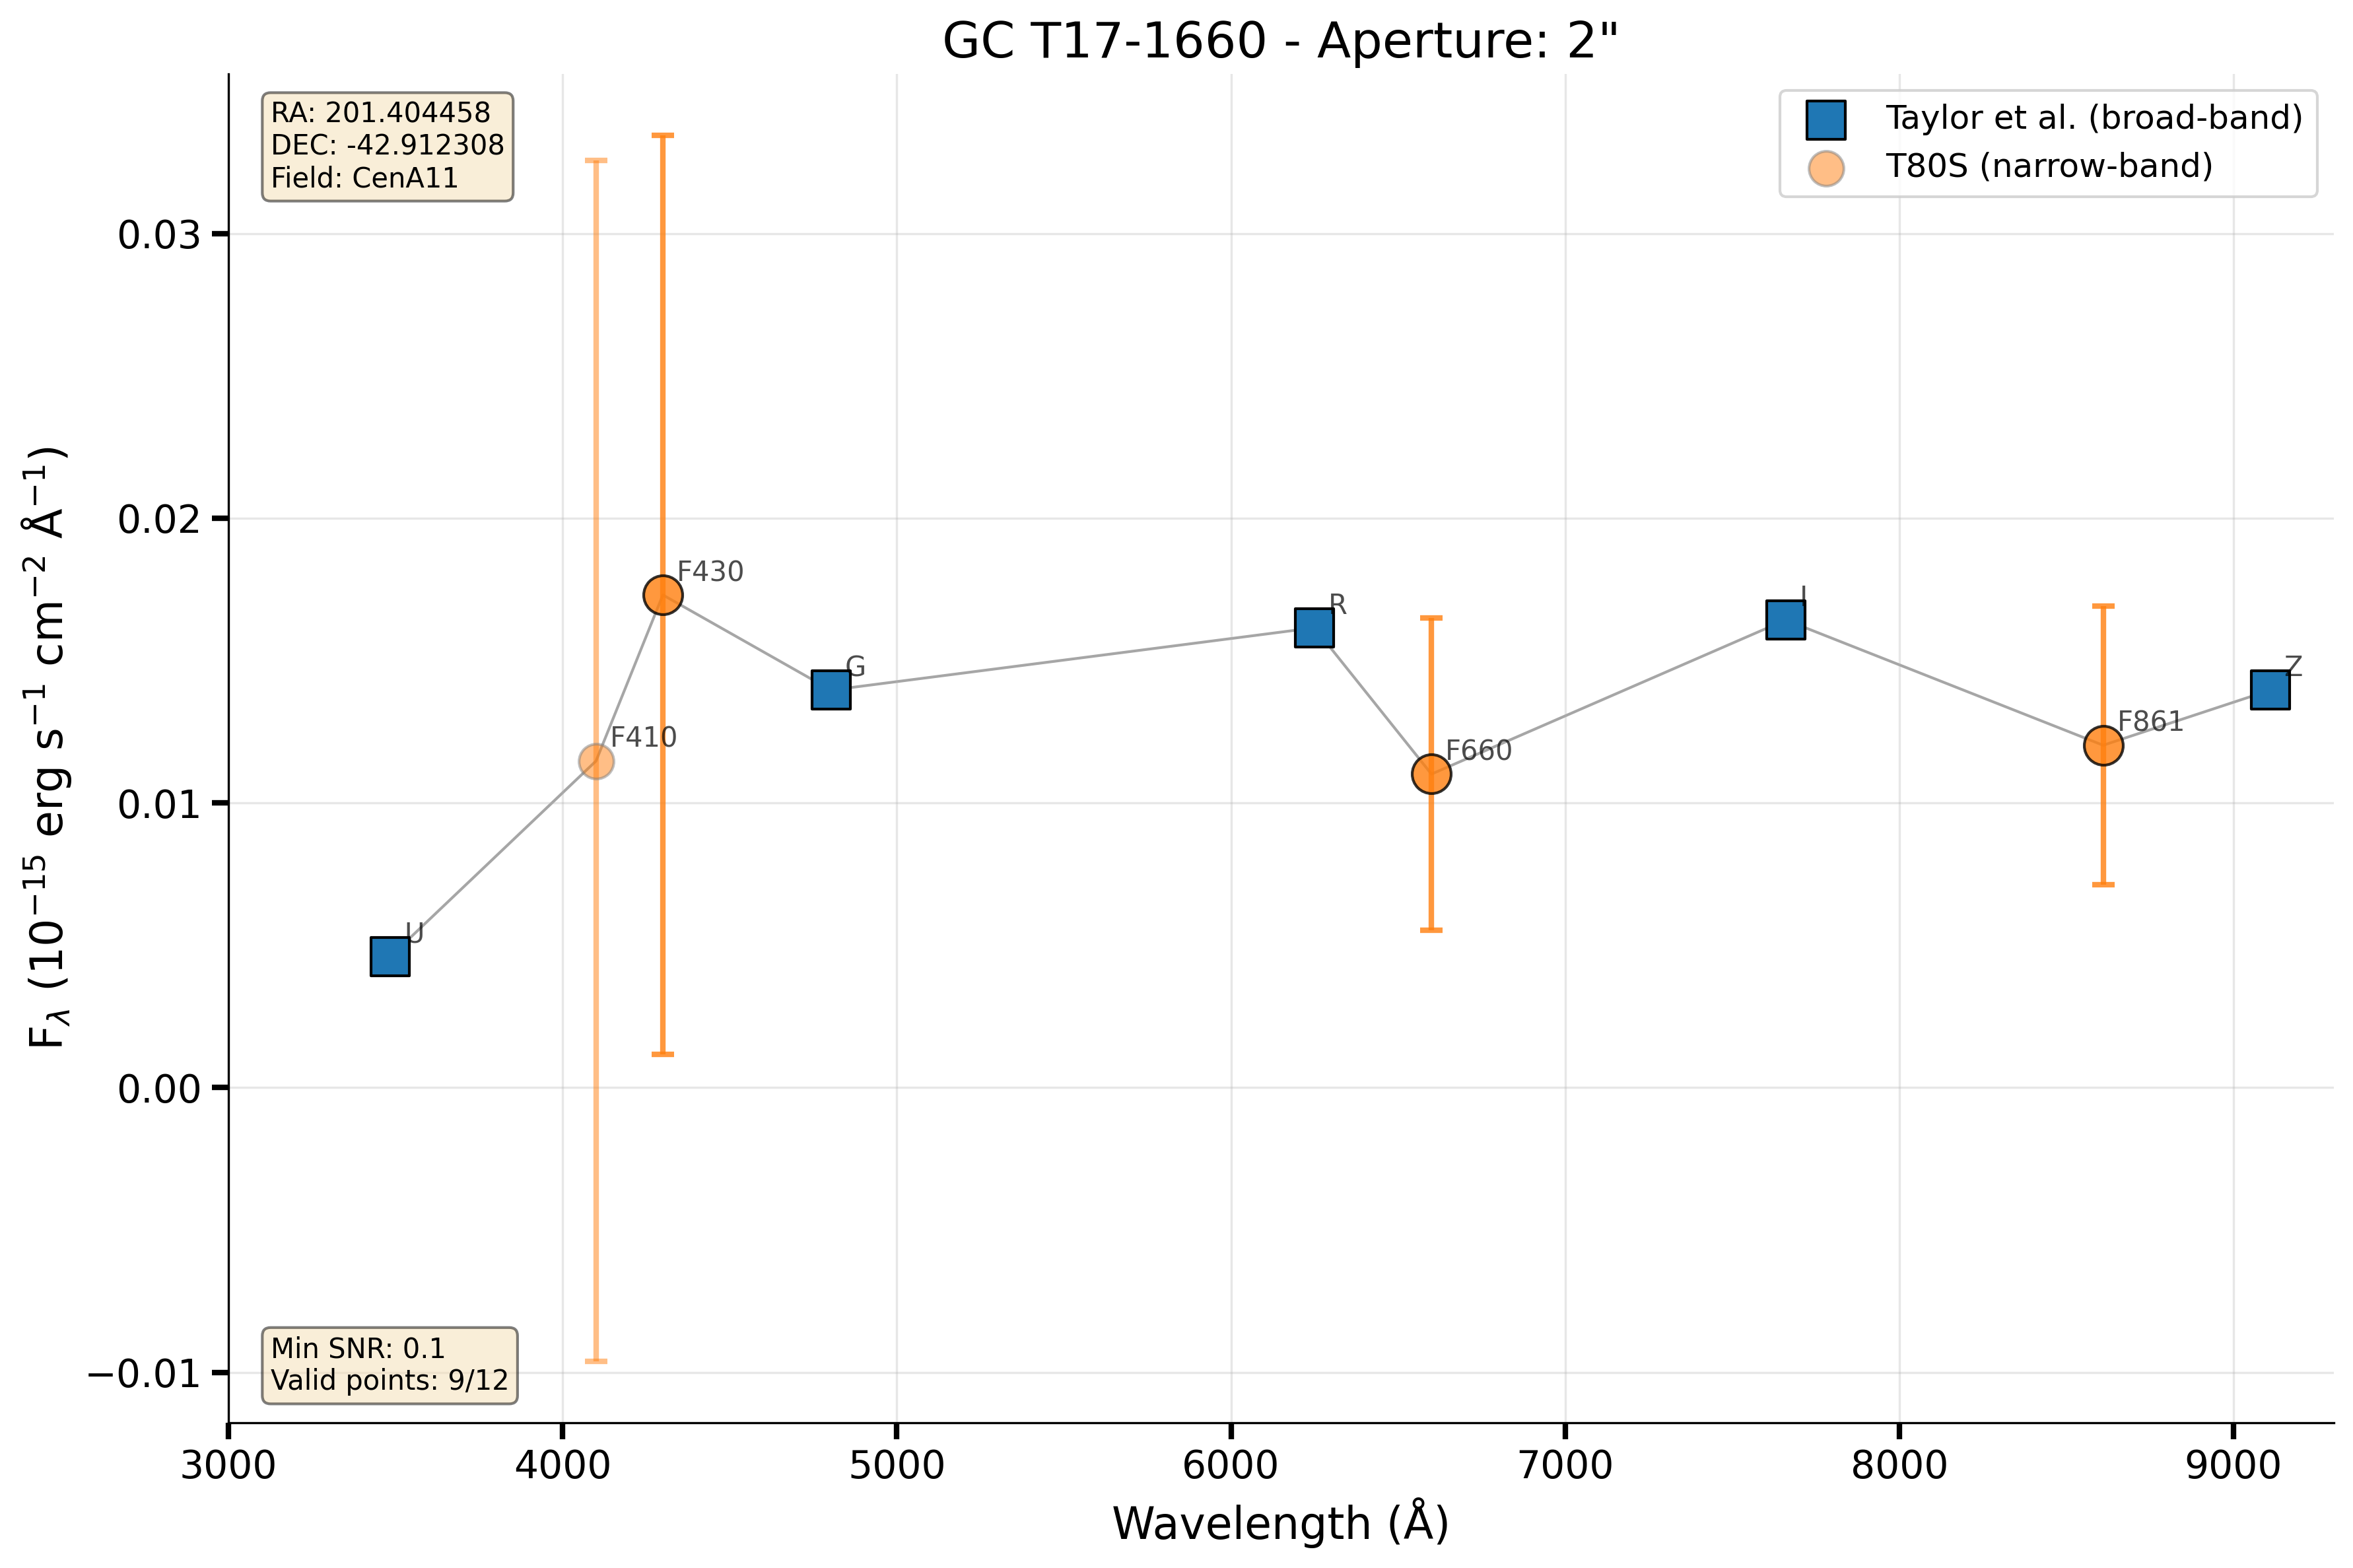 GC T17-1660 - Aperture: 2"
RA: 201.404458
DEC: -42.912308
Field: CenA11
Taylor et al. (broad-band)
T80S (narrow-band)
0.03
0.02
0.01
0.00
−0.01
F430
R
I
G
Z
F410
F660
F861
U
Min SNR: 0.1
Valid points: 9/12
3000 4000 5000 6000 7000 8000 9000
Wavelength (Å)
Fλ (10⁻¹⁵ erg s⁻¹ cm⁻² Å⁻¹)